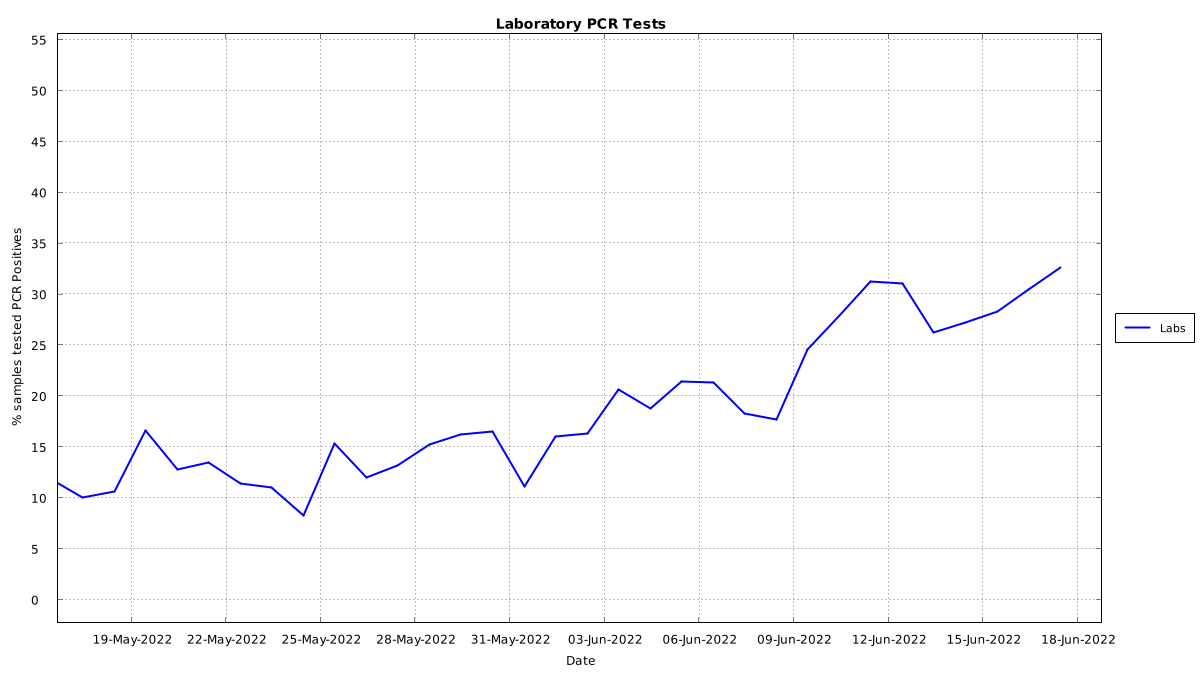 Laboratory PCR Tests
55
50
45
40
35
30
25
20
15
10
5
0
% samples tested PCR Positives
19-May-2022 22-May-2022 25-May-2022 28-May-2022 31-May-2022 03-Jun-2022 06-Jun-2022 09-Jun-2022 12-Jun-2022 15-Jun-2022 18-Jun-2022
Date
Labs